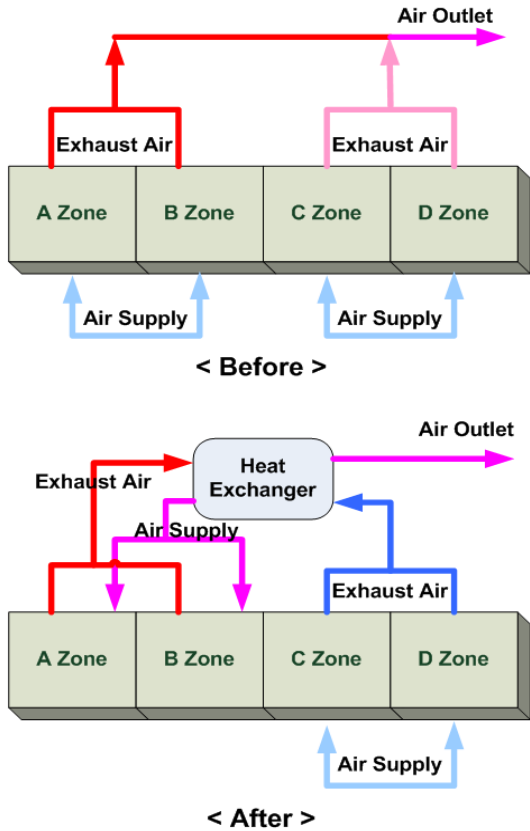 Air Outlet
Exhaust Air
Exhaust Air
A Zone
B Zone
C Zone
D Zone
Air Supply
Air Supply
< Before >
Air Outlet
Heat
Exchanger
Exhaust Air
Air Supply
Exhaust Air
A Zone
B Zone
C Zone
D Zone
Air Supply
< After >